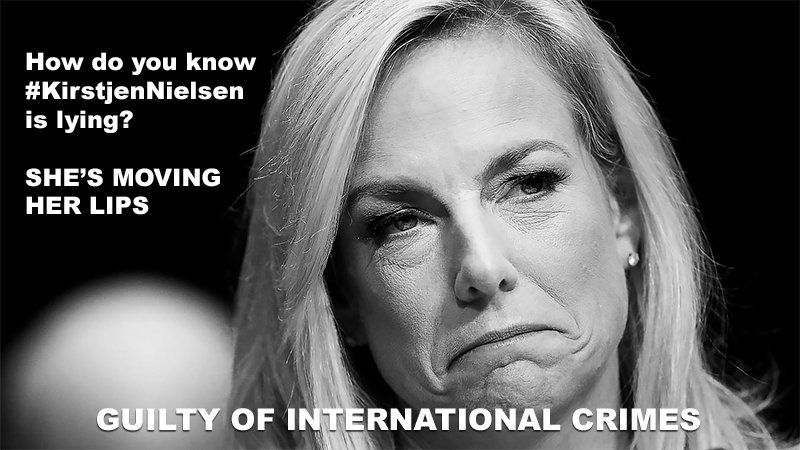 How do you know
#KirstjenNielsen
is lying?
SHE'S MOVING
HER LIPS
GUILTY OF INTERNATIONAL CRIMES